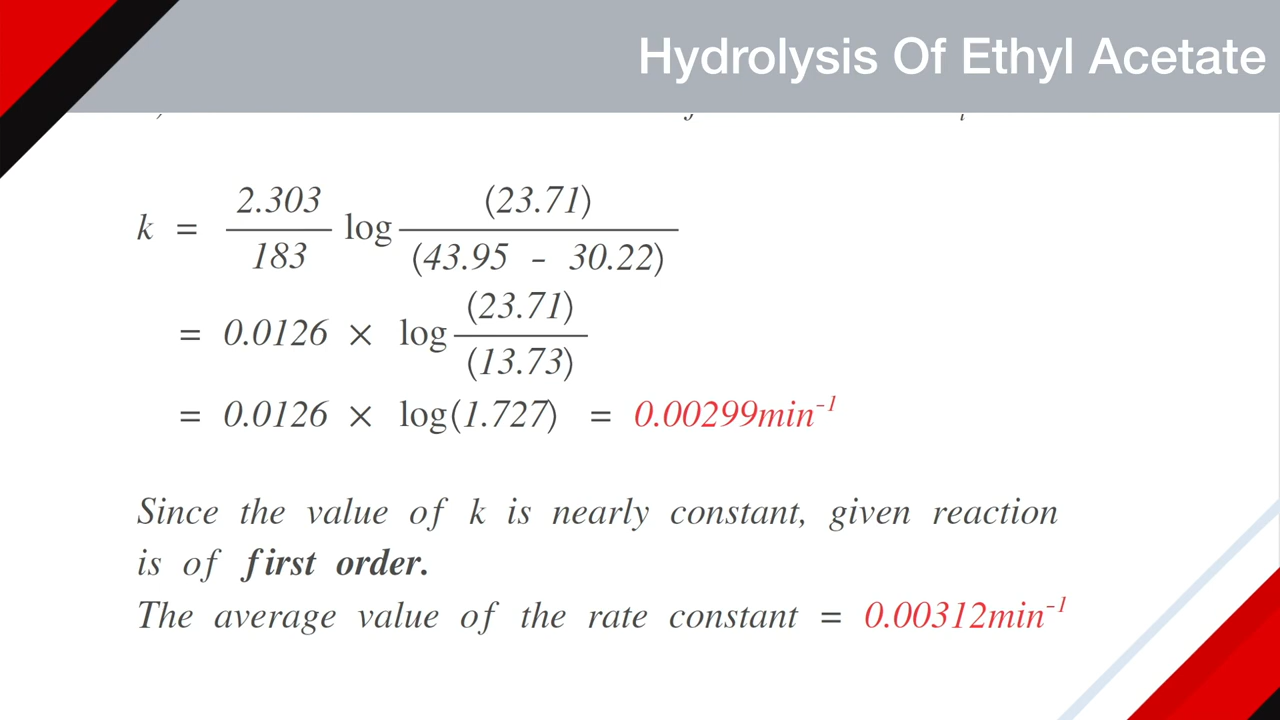 Hydrolysis Of Ethyl Acetate
k = 2.303/183 log (23.71)/(43.95 - 30.22)
= 0.0126 × log (23.71)/(13.73)
= 0.0126 × log(1.727) = 0.00299min⁻¹
Since the value of k is nearly constant, given reaction
is of first order.
The average value of the rate constant = 0.00312min⁻¹